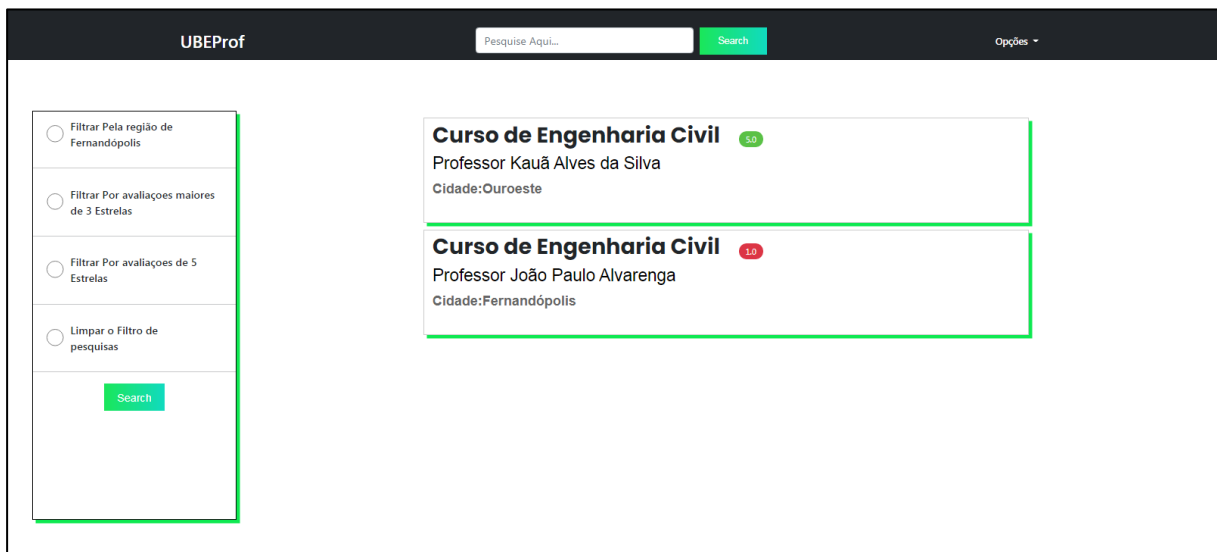 UBEProf
Pesquise Aqui...
Search
Opções
Filtrar Pela região de
Fernandópolis
Filtrar Por avaliaçoes maiores
de 3 Estrelas
Filtrar Por avaliaçoes de 5
Estrelas
Limpar o Filtro de
pesquisas
Search
Curso de Engenharia Civil 5.0
Professor Kauã Alves da Silva
Cidade:Ouroeste
Curso de Engenharia Civil 1.0
Professor João Paulo Alvarenga
Cidade:Fernandópolis